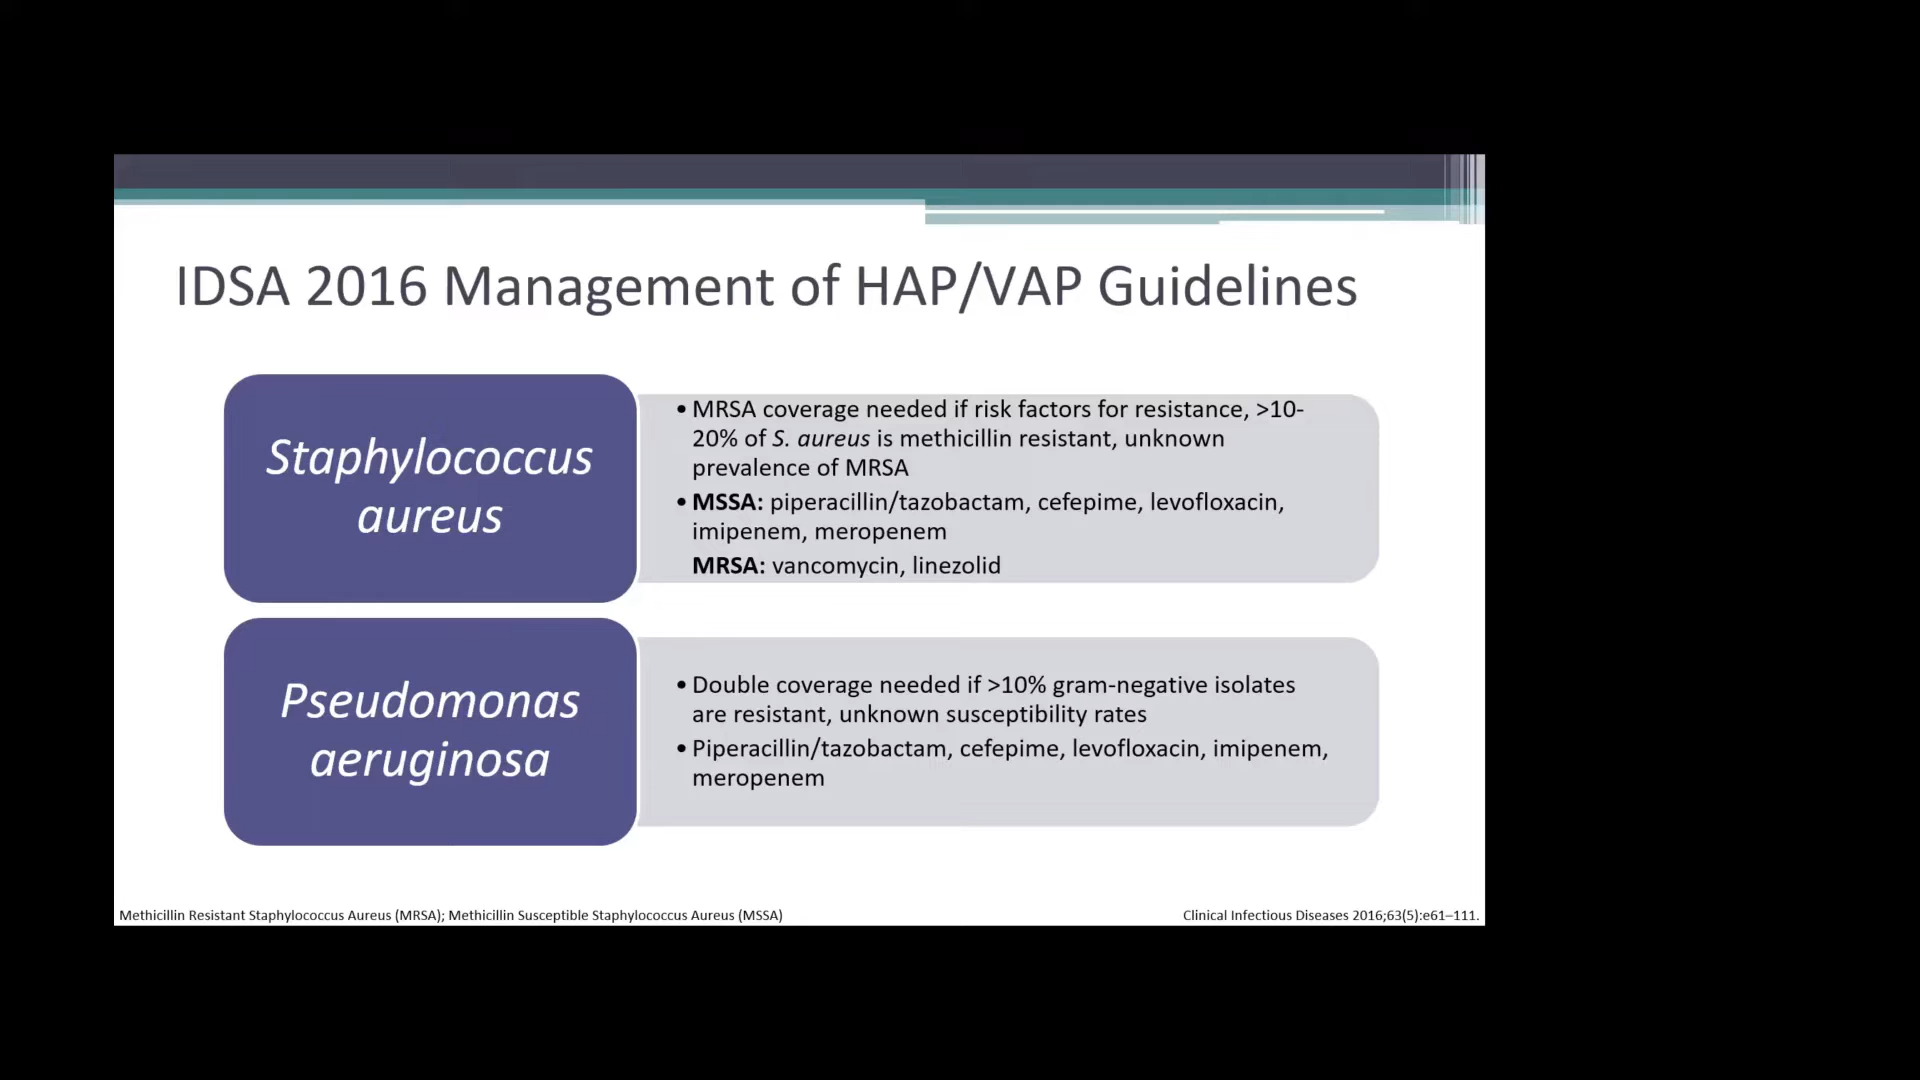 IDSA 2016 Management of HAP/VAP Guidelines
Staphylococcus
aureus
•MRSA coverage needed if risk factors for resistance, >10-
20% of S. aureus is methicillin resistant, unknown
prevalence of MRSA
•MSSA: piperacillin/tazobactam, cefepime, levofloxacin,
imipenem, meropenem
MRSA: vancomycin, linezolid
Pseudomonas
aeruginosa
•Double coverage needed if >10% gram-negative isolates
are resistant, unknown susceptibility rates
•Piperacillin/tazobactam, cefepime, levofloxacin, imipenem,
meropenem
Methicillin Resistant Staphylococcus Aureus (MRSA); Methicillin Susceptible Staphylococcus Aureus (MSSA)
Clinical Infectious Diseases 2016;63(5):e61–111.